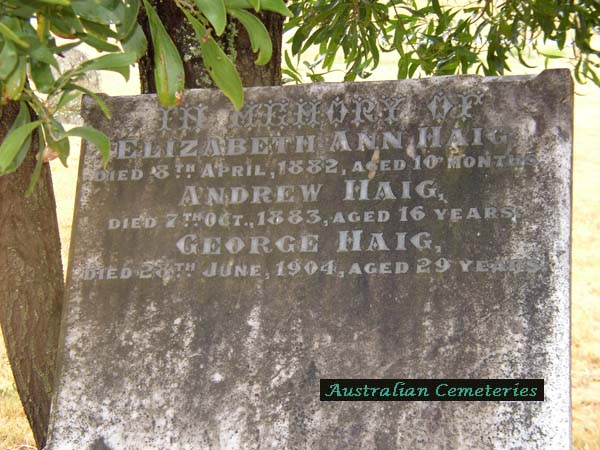 IN MEMORY OF
ELIZABETH ANN HAIG
DIED 8TH APRIL, 1882, AGED 10 MONTHS
ANDREW HAIG,
DIED 7TH OCT., 1883, AGED 16 YEARS
GEORGE HAIG,
DIED 28TH JUNE, 1904, AGED 29 YEARS
Australian Cemeteries